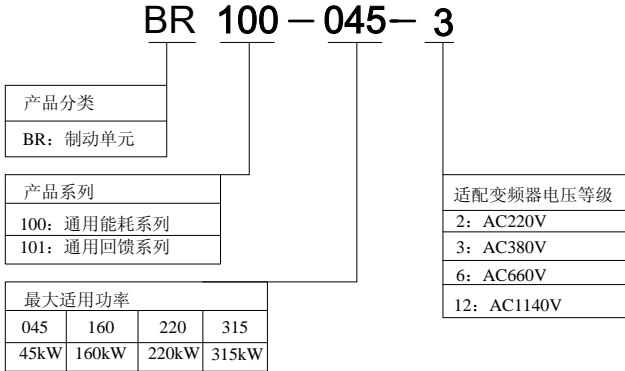 BR 100－045－3
产品分类
BR：制动单元
产品系列
100：通用能耗系列
101：通用回馈系列
最大适用功率
045 160 220 315
45kW 160kW 220kW 315kW
适配变频器电压等级
2：AC220V
3：AC380V
6：AC660V
12：AC1140V